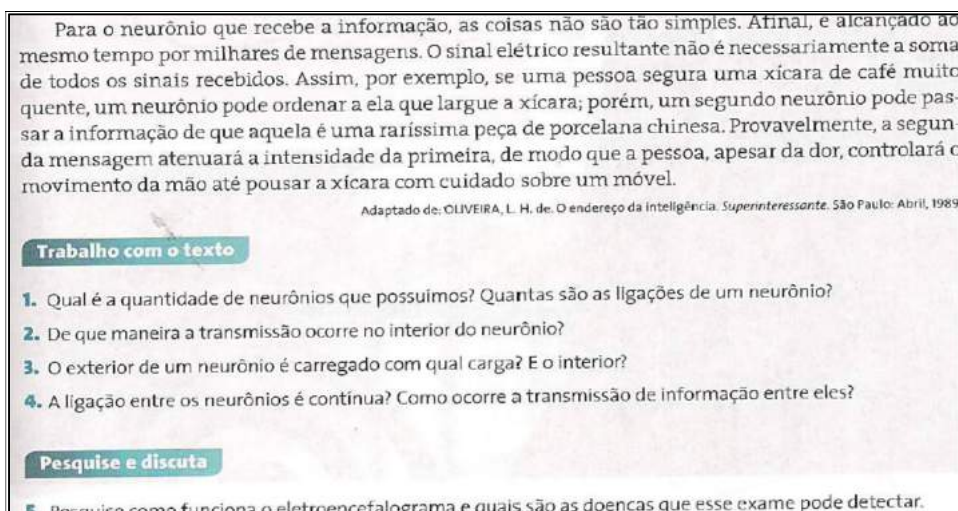 Para o neurônio que recebe a informação, as coisas não são tão simples. Afinal, é alcançado ao
mesmo tempo por milhares de mensagens. O sinal elétrico resultante não é necessariamente a soma
de todos os sinais recebidos. Assim, por exemplo, se uma pessoa segura uma xícara de café muito
quente, um neurônio pode ordenar a ela que largue a xícara; porém, um segundo neurônio pode pas-
sar a informação de que aquela é uma raríssima peça de porcelana chinesa. Provavelmente, a segun-
da mensagem atenuará a intensidade da primeira, de modo que a pessoa, apesar da dor, controlará o
movimento da mão até pousar a xícara com cuidado sobre um móvel.
Adaptado de: OLIVEIRA, L. H. de. O endereço da inteligência. Superinteressante. São Paulo: Abril, 1989
Trabalho com o texto
1. Qual é a quantidade de neurônios que possuímos? Quantas são as ligações de um neurônio?
2. De que maneira a transmissão ocorre no interior do neurônio?
3. O exterior de um neurônio é carregado com qual carga? E o interior?
4. A ligação entre os neurônios é contínua? Como ocorre a transmissão de informação entre eles?
Pesquise e discuta
5. Pesquise como funciona o eletroencefalograma e quais são as doenças que esse exame pode detectar.